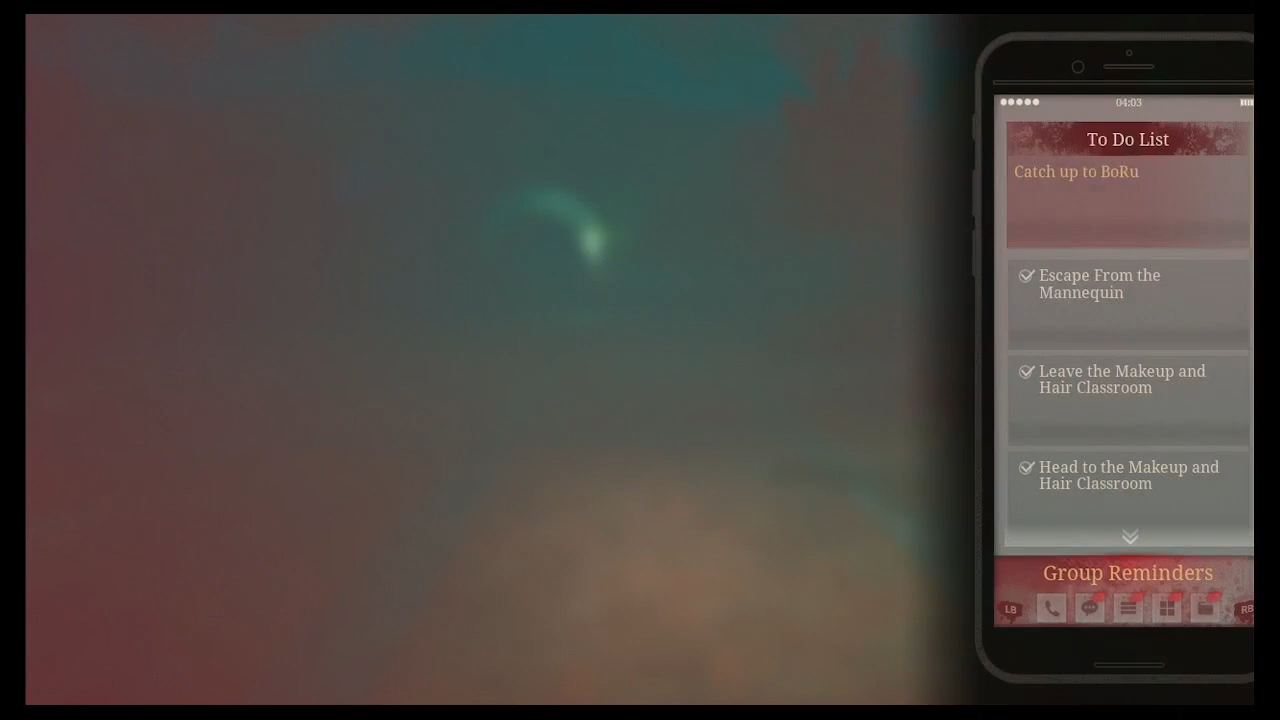 04:03
To Do List
Catch up to BoRu
Escape From the
Mannequin
Leave the Makeup and
Hair Classroom
Head to the Makeup and
Hair Classroom
Group Reminders
LB
RB